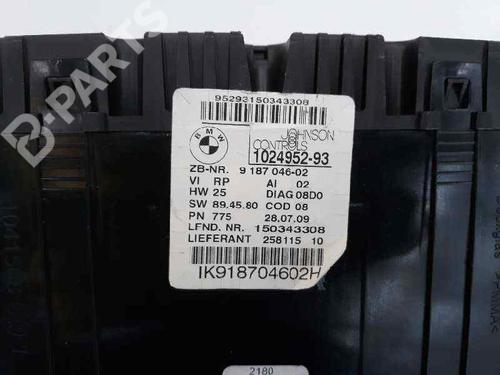 95293150343308
BMW
JOHNSON
CONTROLS
1024952-93
ZB-NR. 9 187 046-02
VI RP AI 02
HW 25 DIAG 08D0
SW 89.45.80 COD 08
PN 775 28.07.09
LFND. NR. 150343308
LIEFERANT 258115 10
IK918704602H
2180
B-PARTS